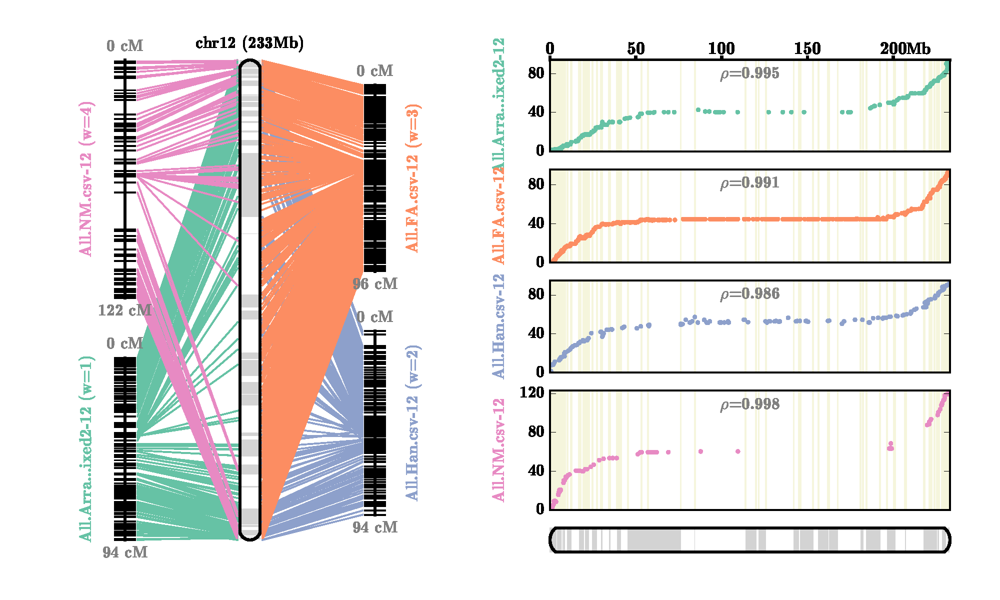 chr12 (233Mb)
0 cM
All.NM.csv-12 (w=4)
122 cM
0 cM
All.Arra...ixed2-12 (w=1)
94 cM
0 cM
All.FA.csv-12 (w=3)
96 cM
0 cM
All.Han.csv-12 (w=2)
94 cM
0 50 100 150 200Mb
All.Arra...ixed2-12
80
40
0
ρ=0.995
All.FA.csv-12
80
40
0
ρ=0.991
All.Han.csv-12
80
40
0
ρ=0.986
All.NM.csv-12
120
80
40
0
ρ=0.998